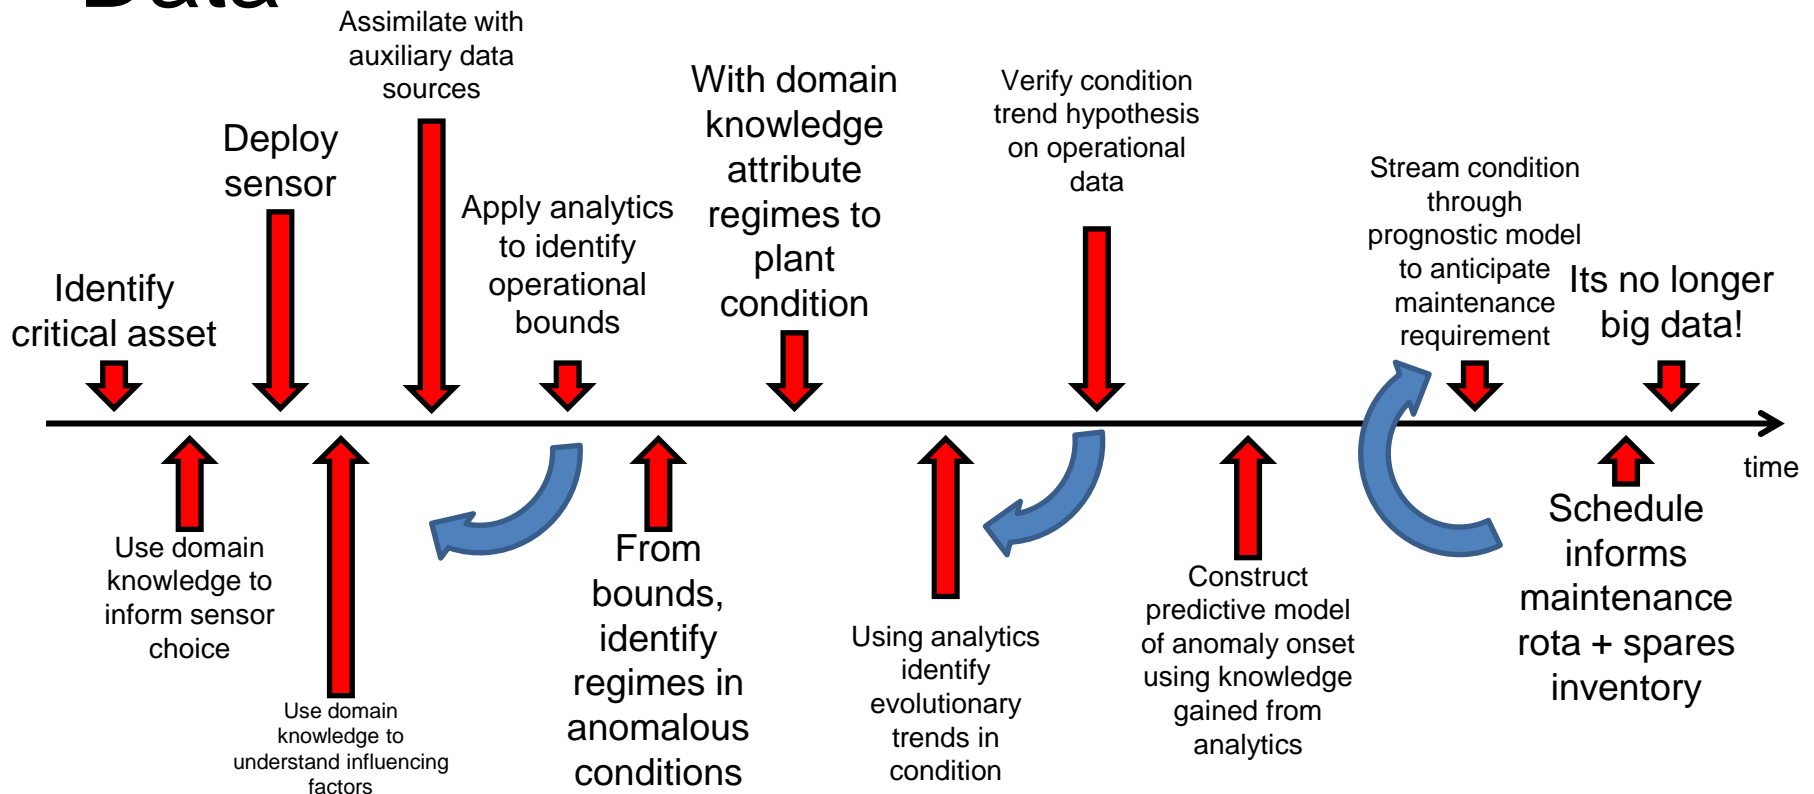 Data
Assimilate with
auxiliary data
sources
Deploy
sensor
Identify
critical asset
Apply analytics
to identify
operational
bounds
With domain
knowledge
attribute
regimes to
plant
condition
Verify condition
trend hypothesis
on operational
data
Stream condition
through
prognostic model
to anticipate
maintenance
requirement
Its no longer
big data!
time
Use domain
knowledge to
inform sensor
choice
Use domain
knowledge to
understand influencing
factors
From
bounds,
identify
regimes in
anomalous
conditions
Using analytics
identify
evolutionary
trends in
condition
Construct
predictive model
of anomaly onset
using knowledge
gained from
analytics
Schedule
informs
maintenance
rota + spares
inventory